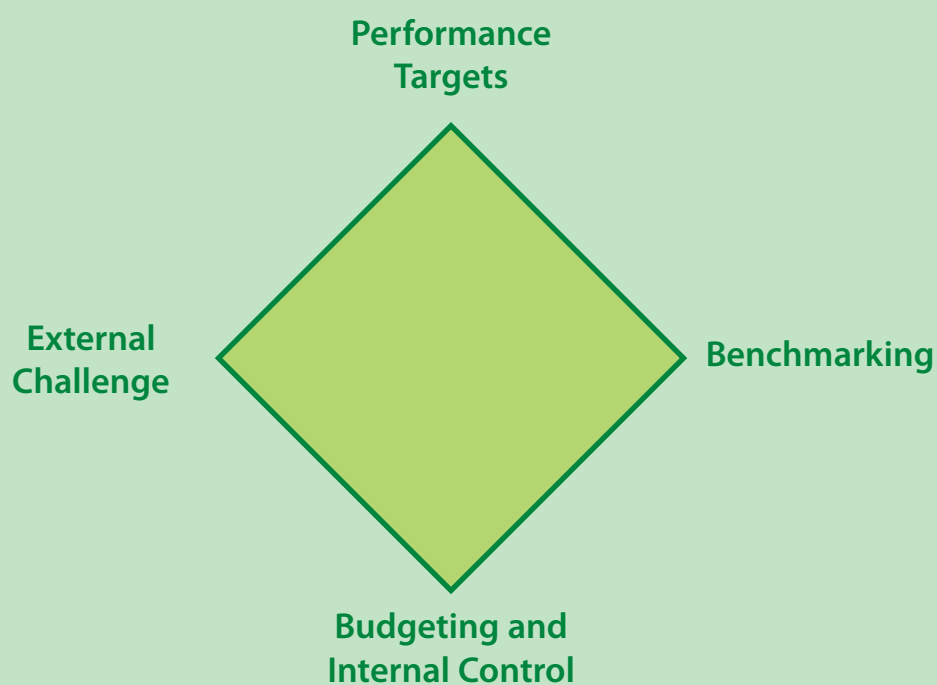 Performance
Targets
External
Challenge
Benchmarking
Budgeting and
Internal Control